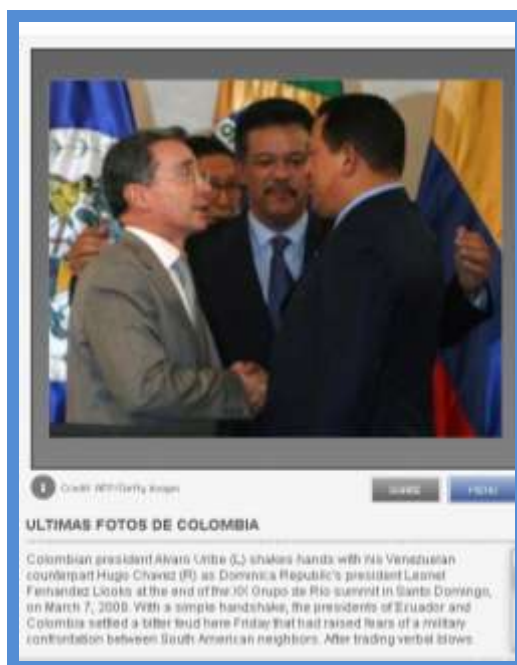 Credit: AFP/Getty Images
SHARE
MENU
ULTIMAS FOTOS DE COLOMBIA
Colombian president Alvaro Uribe (L) shakes hands with his Venezuelan
counterpart Hugo Chavez (R) as Dominica Republic's president Leonel
Fernandez Llooks at the end of the XX Grupo de Rio summit in Santo Domingo,
on March 7, 2008. With a simple handshake, the presidents of Ecuador and
Colombia settled a bitter feud here Friday that had raised fears of a military
confrontation between South American neighbors. After trading verbal blows